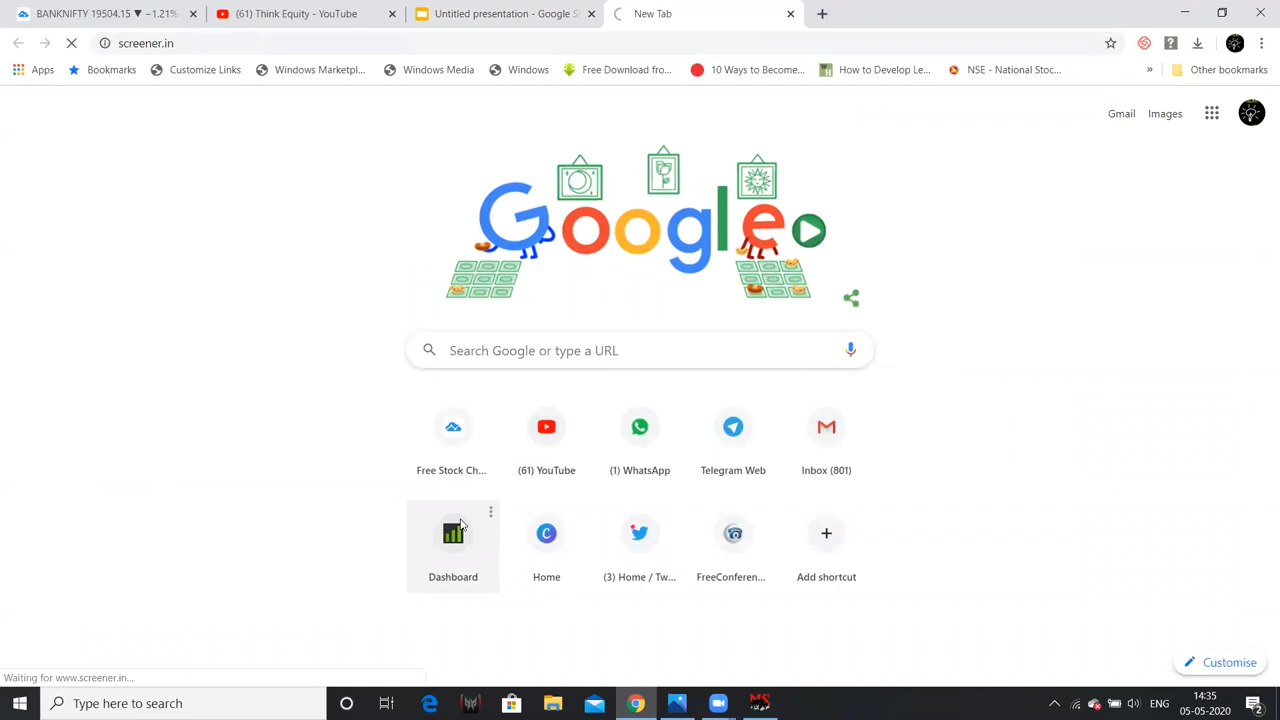 BANKNIFTY 19504.15 ▼ −1.21%
(61) Think Equity - YouTube
Untitled presentation - Google S
New Tab
screener.in
Apps
Bookmarks
Customize Links
Windows Marketpl...
Windows Media
Windows
Free Download fro...
10 Ways to Become...
How to Develop Le...
NSE - National Stoc...
»
Other bookmarks
Gmail
Images
Google
Search Google or type a URL
Free Stock Ch...
(61) YouTube
(1) WhatsApp
Telegram Web
Inbox (801)
Dashboard
Home
(3) Home / Tw...
FreeConferen...
Add shortcut
Customise
Waiting for www.screener.in...
Type here to search
ENG
14:35
05-05-2020
2